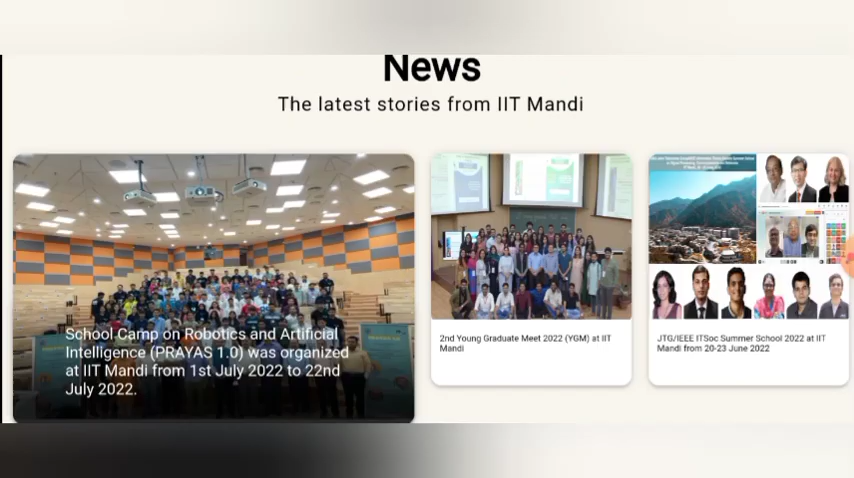 News
The latest stories from IIT Mandi
School Camp on Robotics and Artificial
Intelligence (PRAYAS 1.0) was organized
at IIT Mandi from 1st July 2022 to 22nd
July 2022.
2nd Young Graduate Meet 2022 (YGM) at IIT
Mandi
JTG/IEEE ITSoc Summer School 2022 at IIT
Mandi from 20-23 June 2022